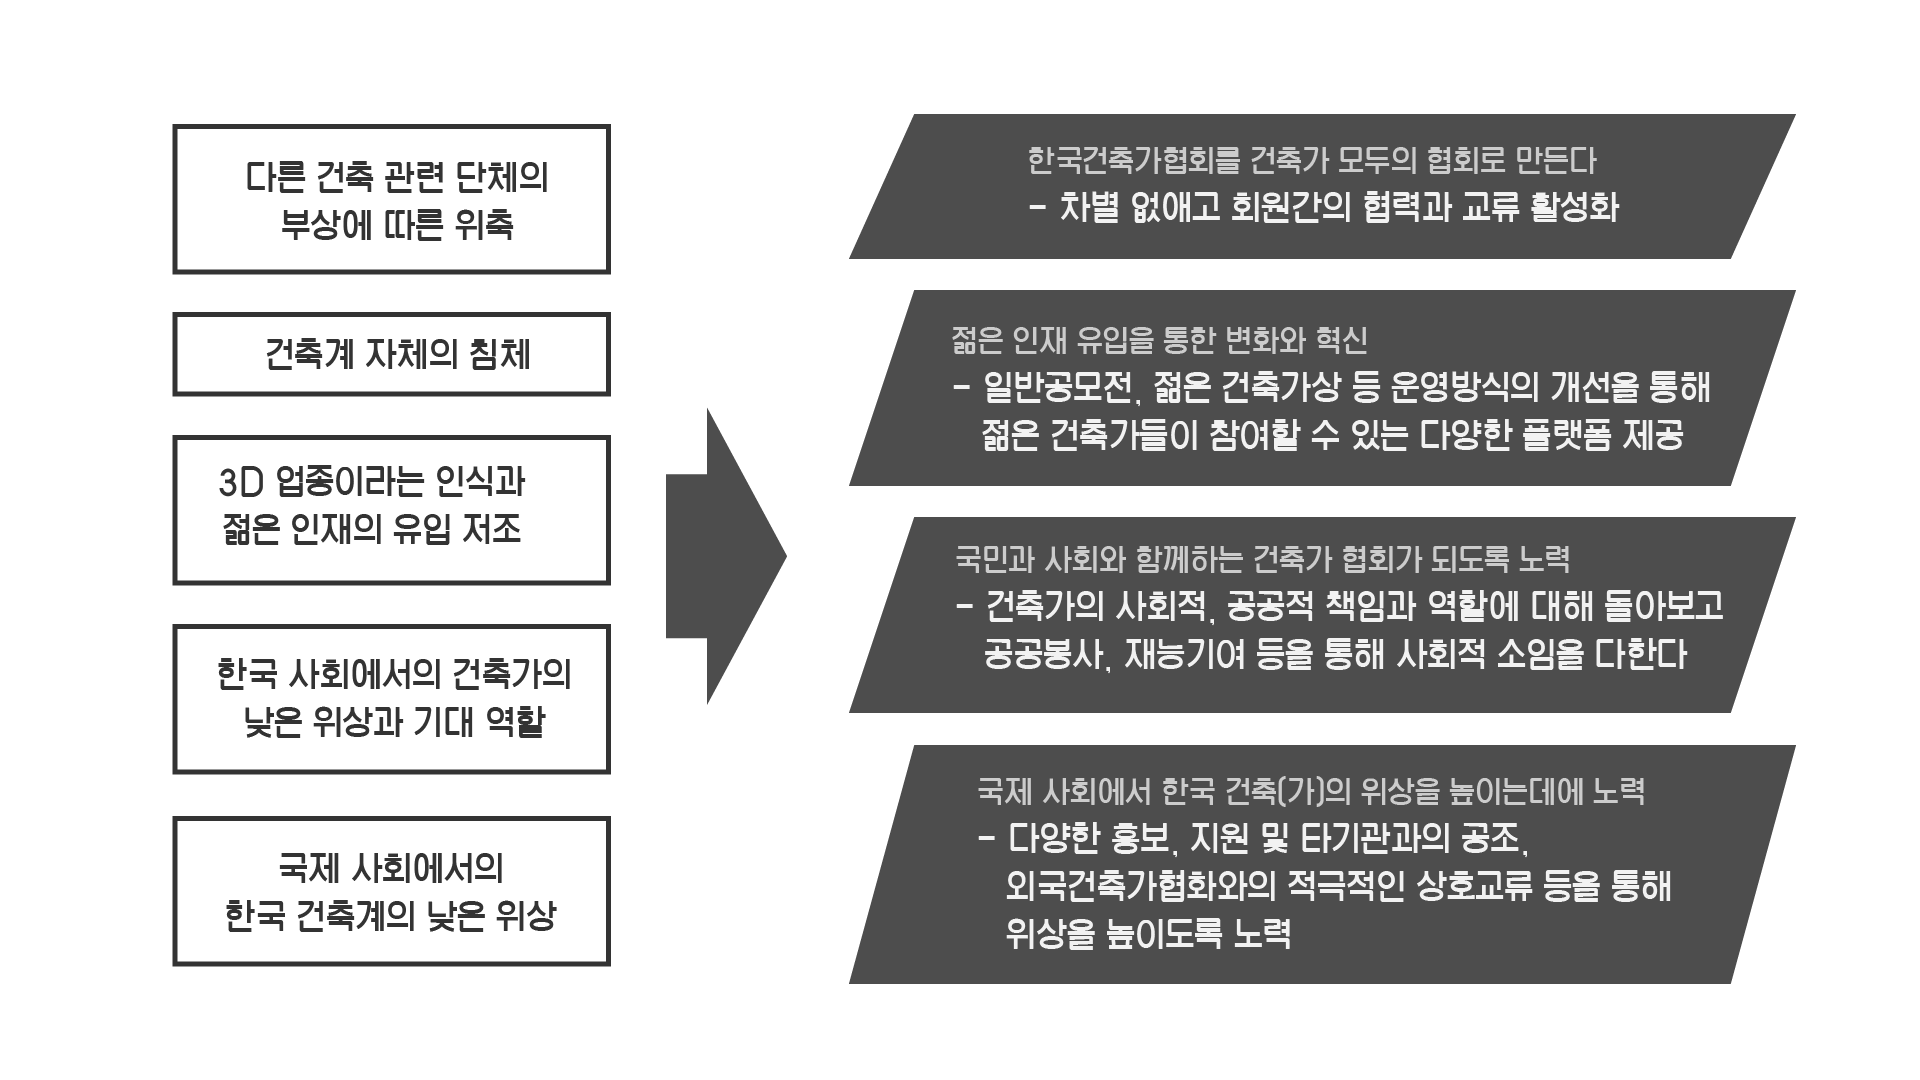 다른 건축 관련 단체의
부상에 따른 위축
건축계 자체의 침체
3D 업종이라는 인식과
젊은 인재의 유입 저조
한국 사회에서의 건축가의
낮은 위상과 기대 역할
국제 사회에서의
한국 건축계의 낮은 위상
한국건축가협회를 건축가 모두의 협회로 만든다
- 차별 없애고 회원간의 협력과 교류 활성화
젊은 인재 유입을 통한 변화와 혁신
- 일반공모전, 젊은 건축가상 등 운영방식의 개선을 통해
젊은 건축가들이 참여할 수 있는 다양한 플랫폼 제공
국민과 사회와 함께하는 건축가 협회가 되도록 노력
- 건축가의 사회적, 공공적 책임과 역할에 대해 돌아보고
공공봉사, 재능기여 등을 통해 사회적 소임을 다한다
국제 사회에서 한국 건축(가)의 위상을 높이는데에 노력
- 다양한 홍보, 지원 및 타기관과의 공조,
외국건축가협화와의 적극적인 상호교류 등을 통해
위상을 높이도록 노력